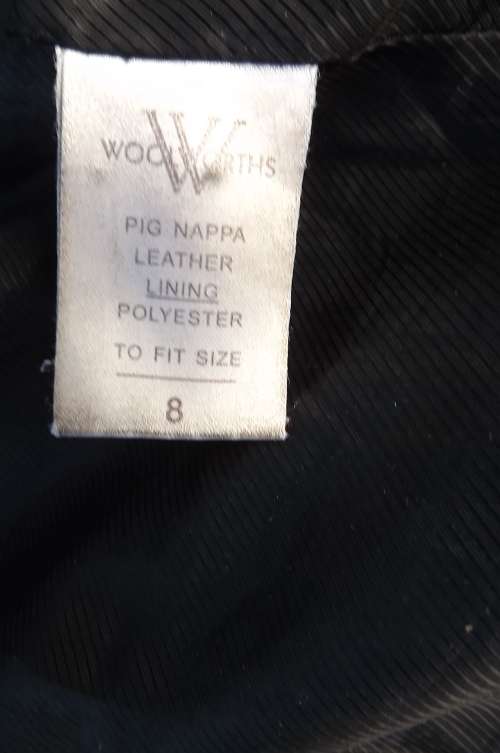 WOOLWORTHS
PIG NAPPA
LEATHER
LINING
POLYESTER
TO FIT SIZE
8